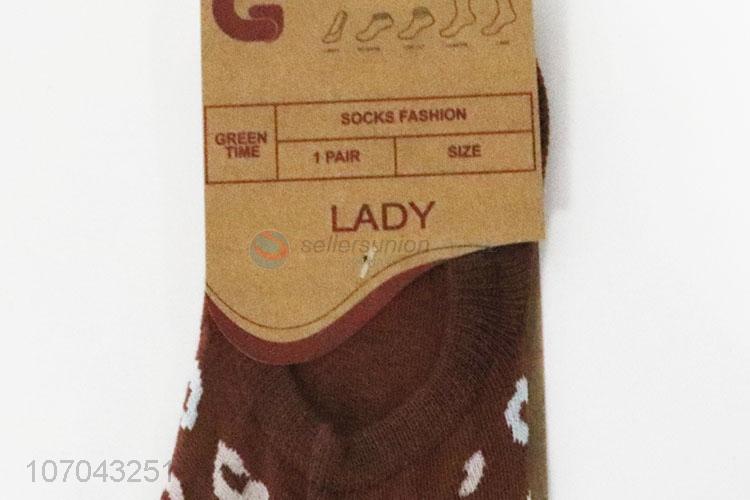 G
SOCKS FASHION
GREEN
TIME
1 PAIR
SIZE
LADY
sellersunion
107043251